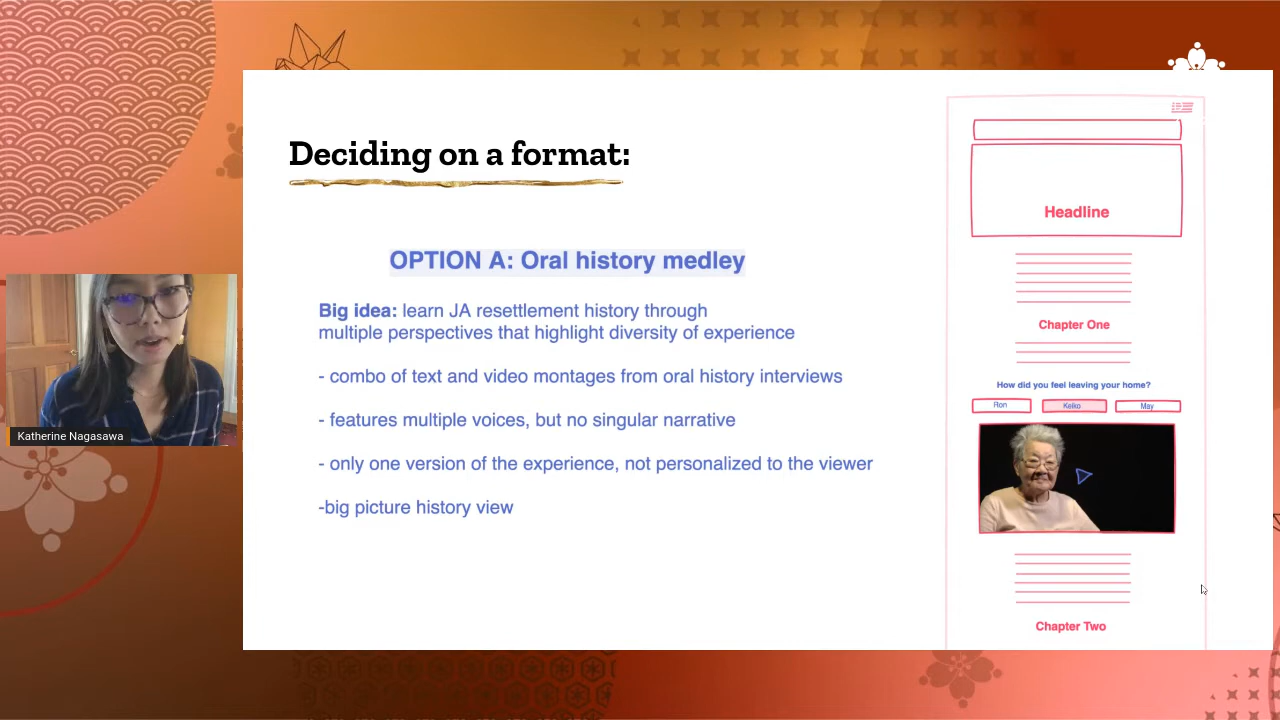 Deciding on a format:
OPTION A: Oral history medley
Big idea: learn JA resettlement history through
multiple perspectives that highlight diversity of experience
- combo of text and video montages from oral history interviews
- features multiple voices, but no singular narrative
- only one version of the experience, not personalized to the viewer
-big picture history view
Katherine Nagasawa
Headline
Chapter One
How did you feel leaving your home?
Ron
Keiko
May
Chapter Two